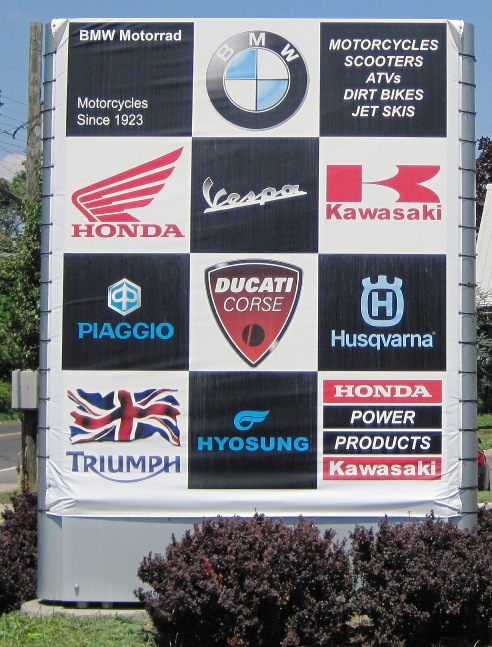 BMW Motorrad
Motorcycles
Since 1923
BMW
MOTORCYCLES
SCOOTERS
ATVs
DIRT BIKES
JET SKIS
HONDA
Vespa
Kawasaki
PIAGGIO
DUCATI
CORSE
H
Husqvarna
TRIUMPH
HYOSUNG
HONDA
POWER
PRODUCTS
Kawasaki